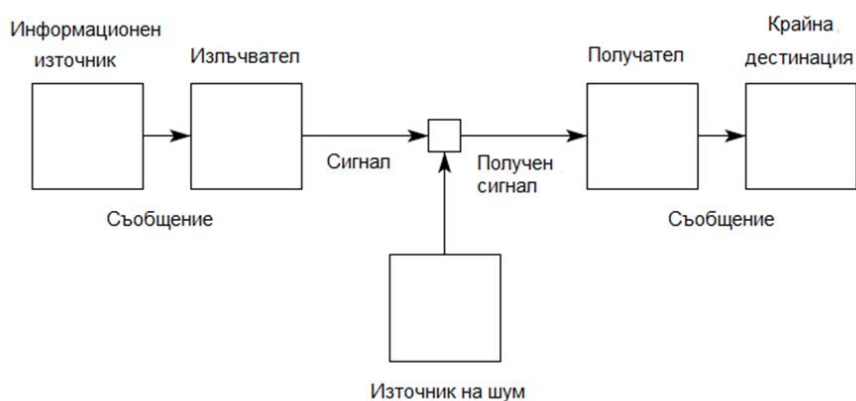 Информационен
източник
Излъчвател
Получател
Крайна
дестинация
Сигнал
Получен
сигнал
Съобщение
Съобщение
Източник на шум